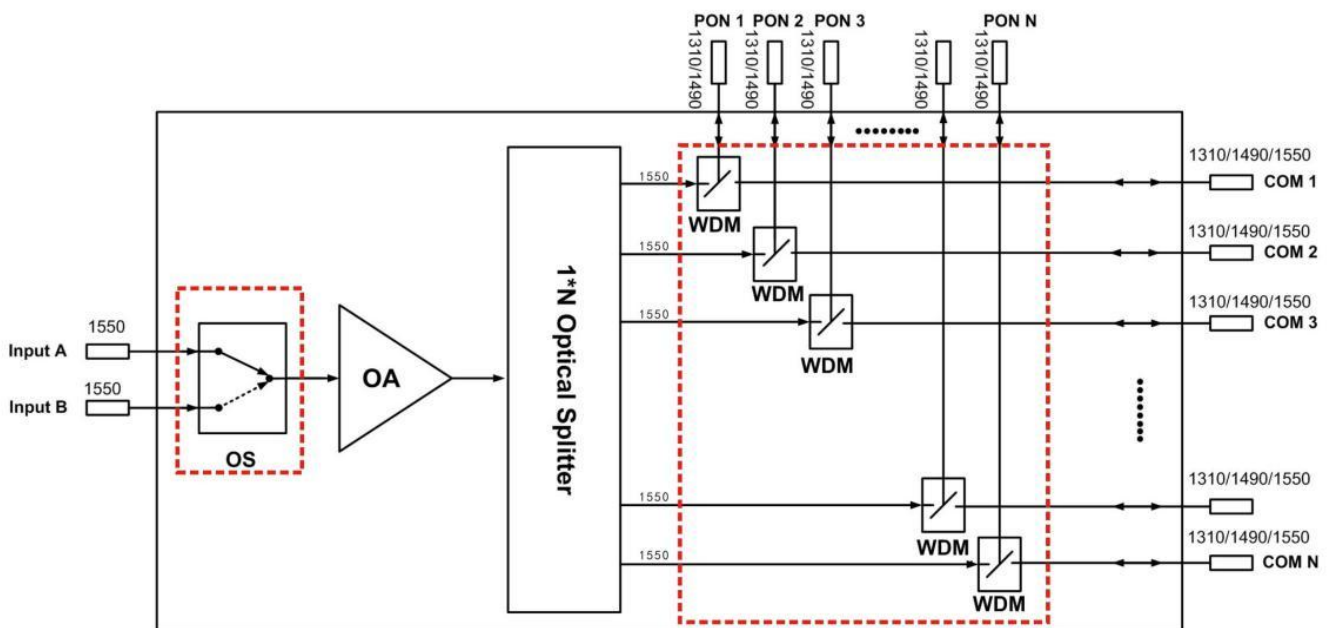 PON 1 PON 2 PON 3 PON N
1310/1490
1310/1490
1310/1490
1310/1490
1310/1490
1310/1490/1550
1550
COM 1
WDM
1310/1490/1550
1550
COM 2
WDM
1310/1490/1550
1550
COM 3
WDM
1550
Input A
1550
Input B
OS
OA
1*N Optical Splitter
1310/1490/1550
1550
WDM
1310/1490/1550
1550
COM N
WDM